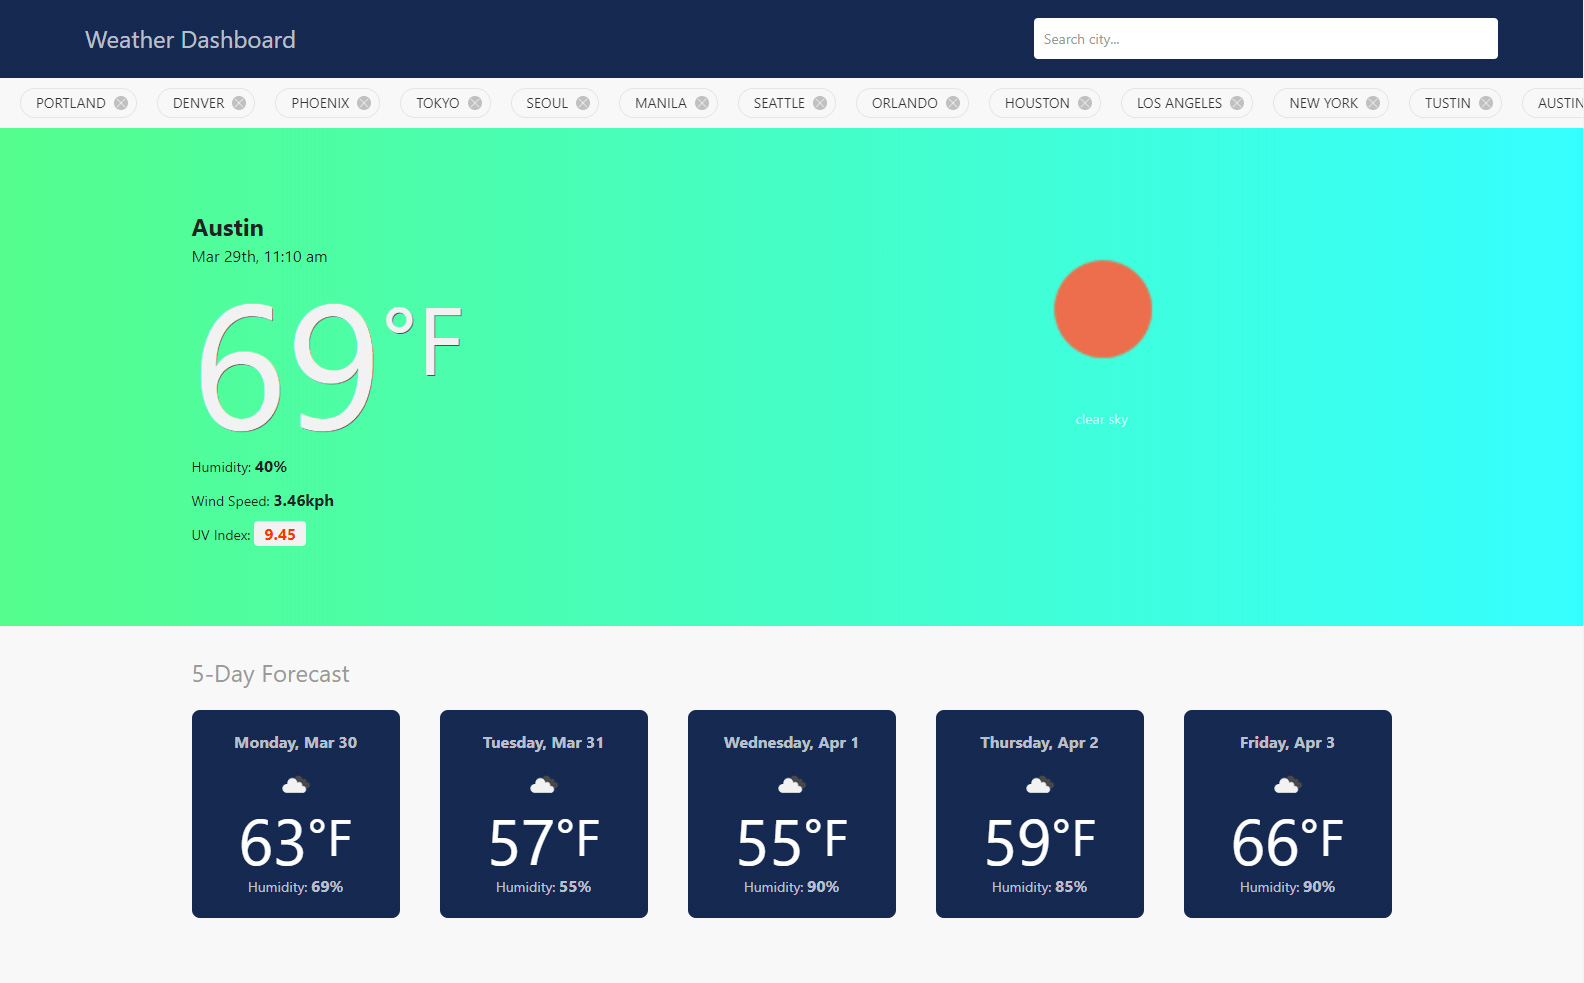 Weather Dashboard
Search city...
PORTLAND DENVER PHOENIX TOKYO SEOUL MANILA SEATTLE ORLANDO HOUSTON LOS ANGELES NEW YORK TUSTIN AUSTIN
Austin
Mar 29th, 11:10 am
69°F
clear sky
Humidity: 40%
Wind Speed: 3.46kph
UV Index: 9.45
5-Day Forecast
Monday, Mar 30
63°F
Humidity: 69%
Tuesday, Mar 31
57°F
Humidity: 55%
Wednesday, Apr 1
55°F
Humidity: 90%
Thursday, Apr 2
59°F
Humidity: 85%
Friday, Apr 3
66°F
Humidity: 90%